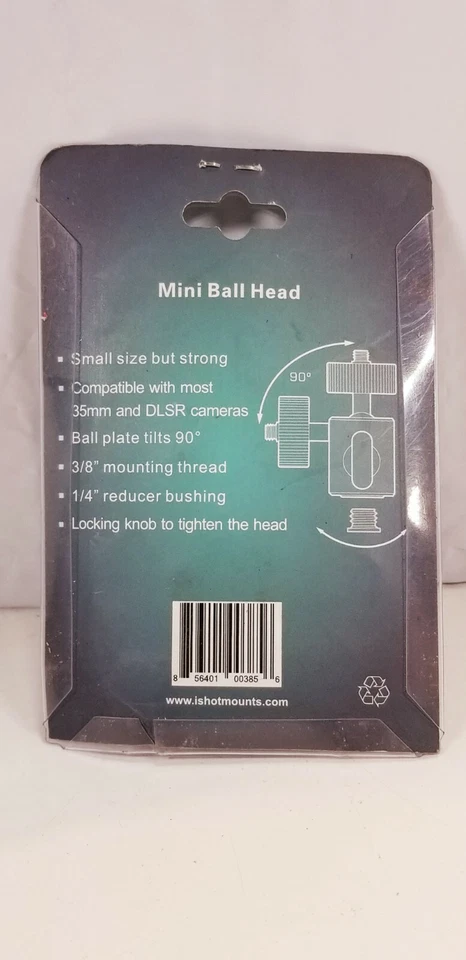 Mini Ball Head
▪ Small size but strong
▪ Compatible with most
35mm and DLSR cameras
▪ Ball plate tilts 90°
▪ 3/8" mounting thread
▪ 1/4" reducer bushing
▪ Locking knob to tighten the head
90°
8 56401 00385 6
www.ishotmounts.com